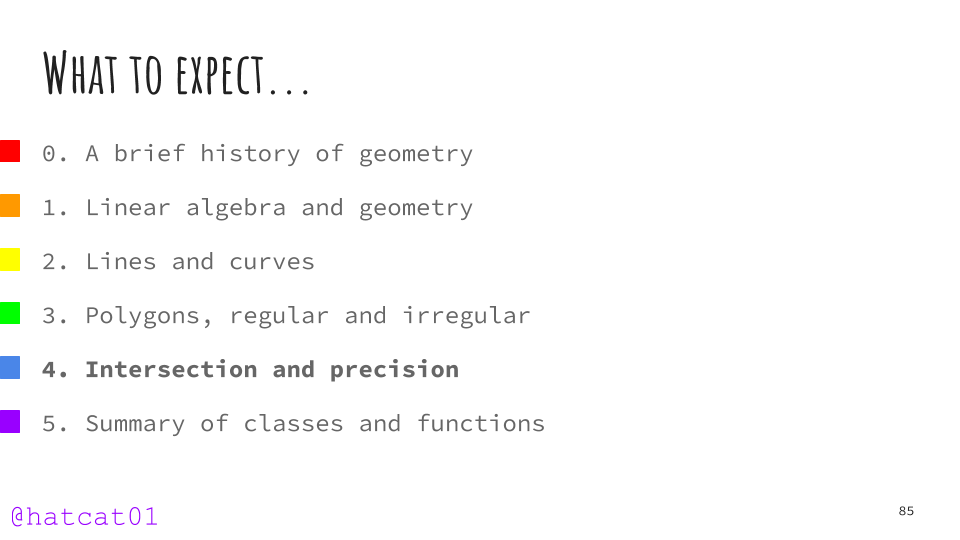 What to expect...
0. A brief history of geometry
1. Linear algebra and geometry
2. Lines and curves
3. Polygons, regular and irregular
4. Intersection and precision
5. Summary of classes and functions
@hatcat01
85